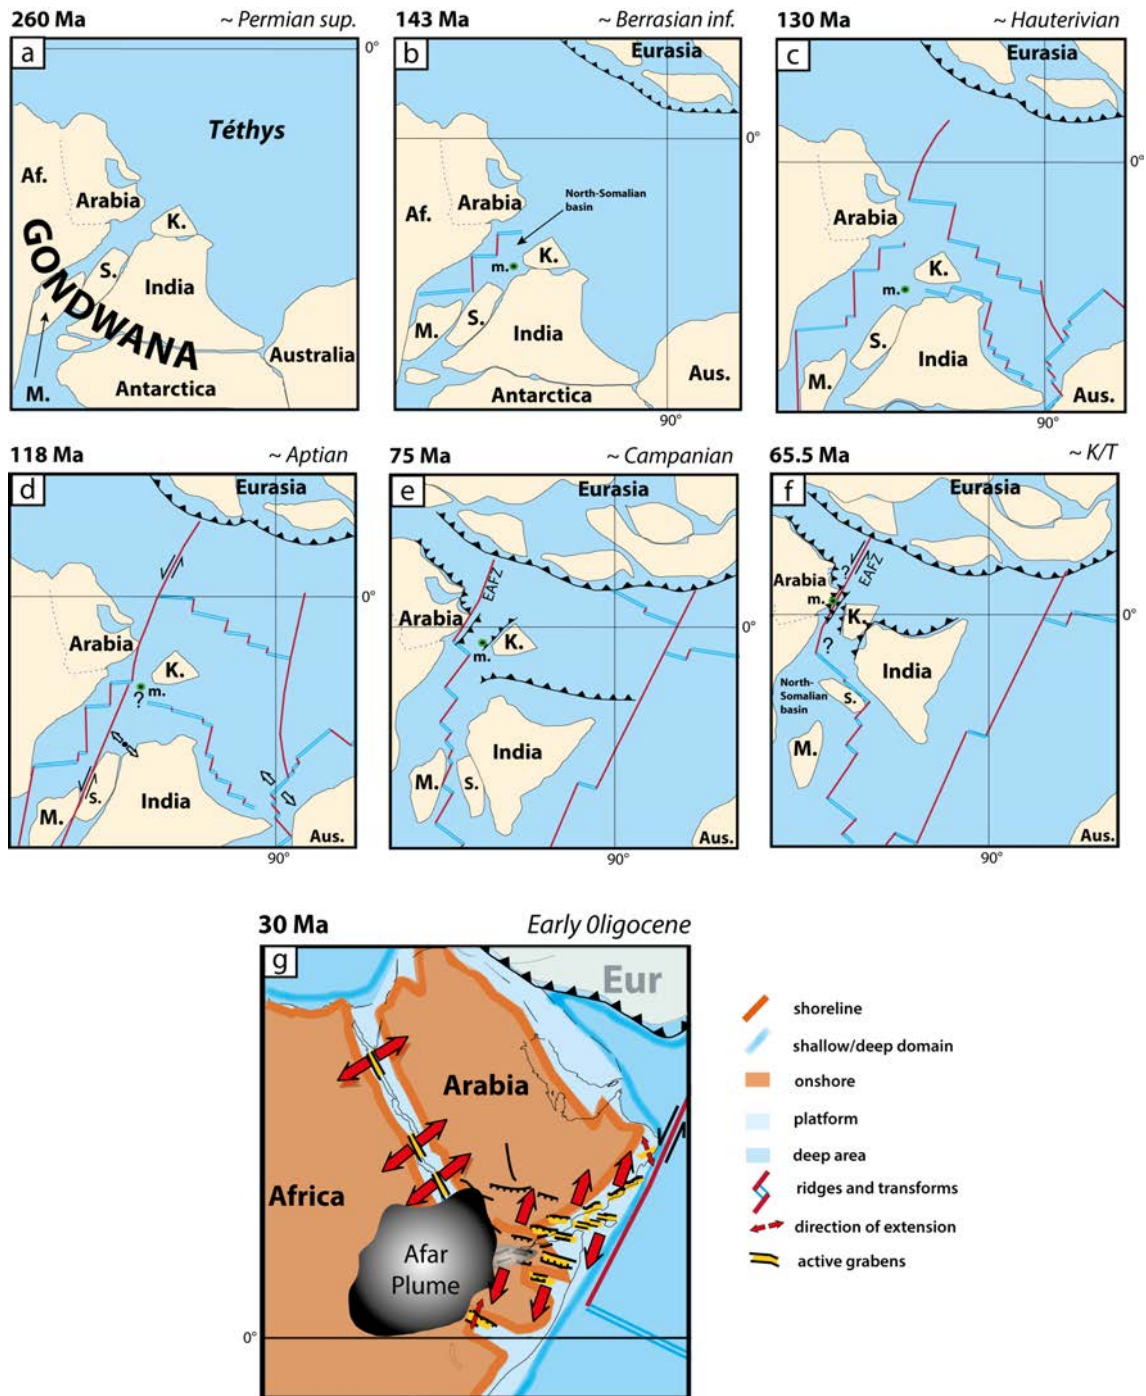 260 Ma ~ Permian sup.
a
0°
Téthys
Af.
Arabia
K.
S.
India
GONDWANA
Australia
M.
Antarctica
143 Ma ~ Berrasian inf.
b
Eurasia
0°
North-Somalian
basin
Arabia
Af.
K.
m.
M.
S.
India
Aus.
Antarctica
90°
130 Ma ~ Hauterivian
c
Eurasia
0°
Arabia
K.
m.
S.
India
M.
Aus.
90°
118 Ma ~ Aptian
d
Eurasia
0°
Arabia
K.
m.
?
S.
M.
India
Aus.
90°
75 Ma ~ Campanian
e
Eurasia
EAFZ
Arabia
0°
K.
m.
India
M.
S.
Aus.
90°
65.5 Ma ~ K/T
f
Eurasia
?
EAFZ
Arabia
m.
0°
K.
?
India
North-
Somalian
basin
S.
M.
Aus.
90°
30 Ma Early Oligocene
g
Eur
Arabia
Africa
Afar
Plume
0°
shoreline
shallow/deep domain
onshore
platform
deep area
ridges and transforms
direction of extension
active grabens